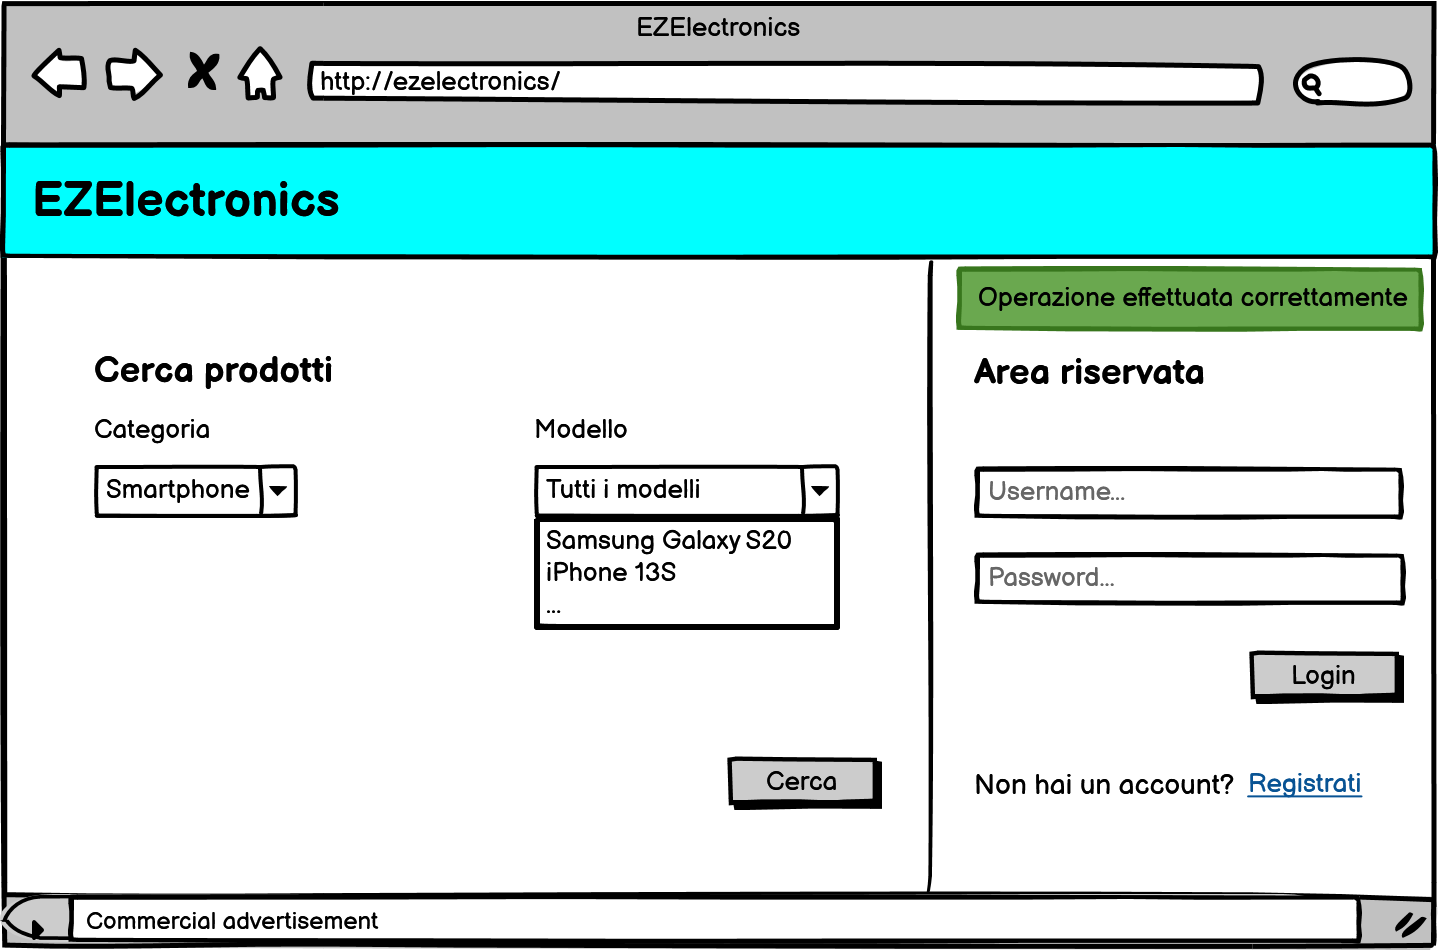 EZElectronics
http://ezelectronics/
EZElectronics
Operazione effettuata correttamente
Cerca prodotti
Categoria
Smartphone
Modello
Tutti i modelli
Samsung Galaxy S20
iPhone 13S
...
Cerca
Area riservata
Username...
Password...
Login
Non hai un account? Registrati
Commercial advertisement